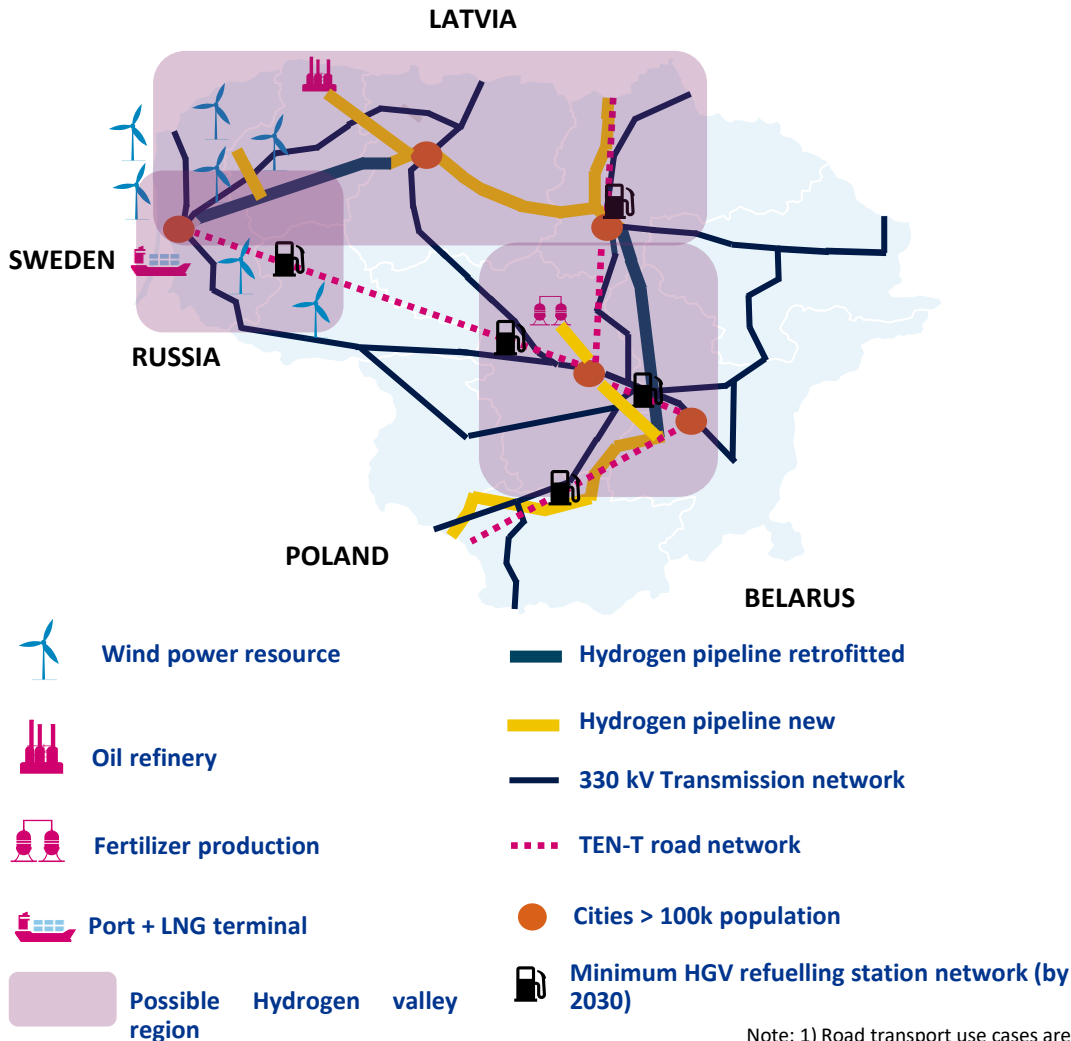 LATVIA
SWEDEN
RUSSIA
POLAND
BELARUS
Wind power resource
Hydrogen pipeline retrofitted
Oil refinery
Hydrogen pipeline new
330 kV Transmission network
Fertilizer production
TEN-T road network
Port + LNG terminal
Cities > 100k population
Possible Hydrogen valley
region
Minimum HGV refuelling station network (by
2030)
Note: 1) Road transport use cases are